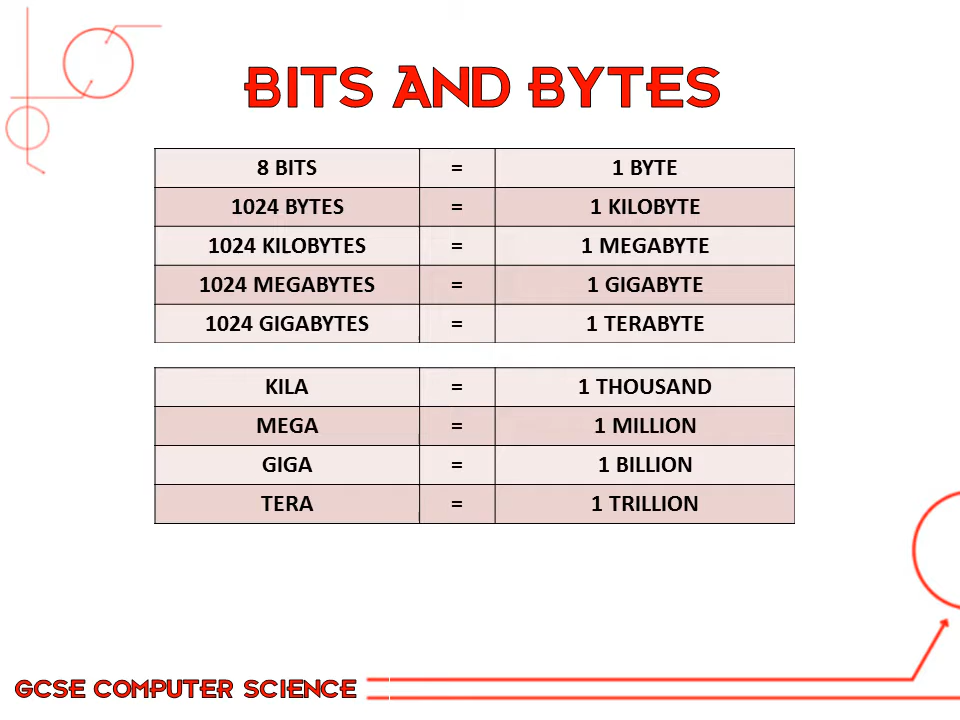 BITS AND BYTES
8 BITS = 1 BYTE
1024 BYTES = 1 KILOBYTE
1024 KILOBYTES = 1 MEGABYTE
1024 MEGABYTES = 1 GIGABYTE
1024 GIGABYTES = 1 TERABYTE
KILA = 1 THOUSAND
MEGA = 1 MILLION
GIGA = 1 BILLION
TERA = 1 TRILLION
GCSE COMPUTER SCIENCE